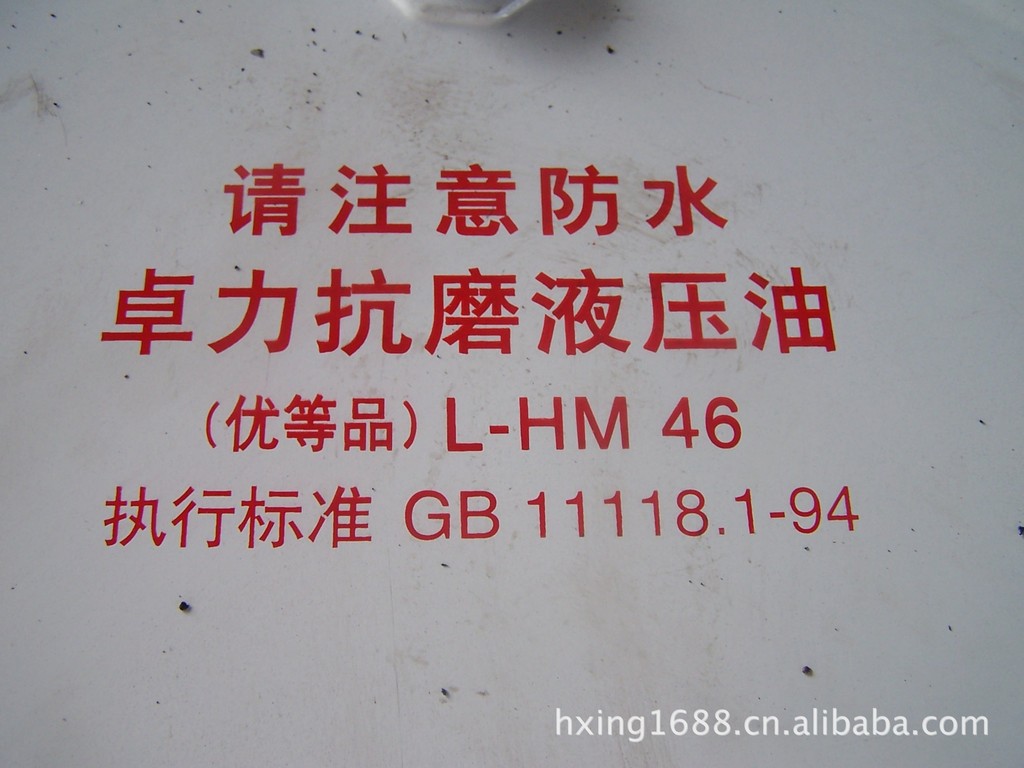 请注意防水
卓力抗磨液压油
(优等品) L-HM 46
执行标准 GB 11118.1-94
hxing1688.cn.alibaba.com